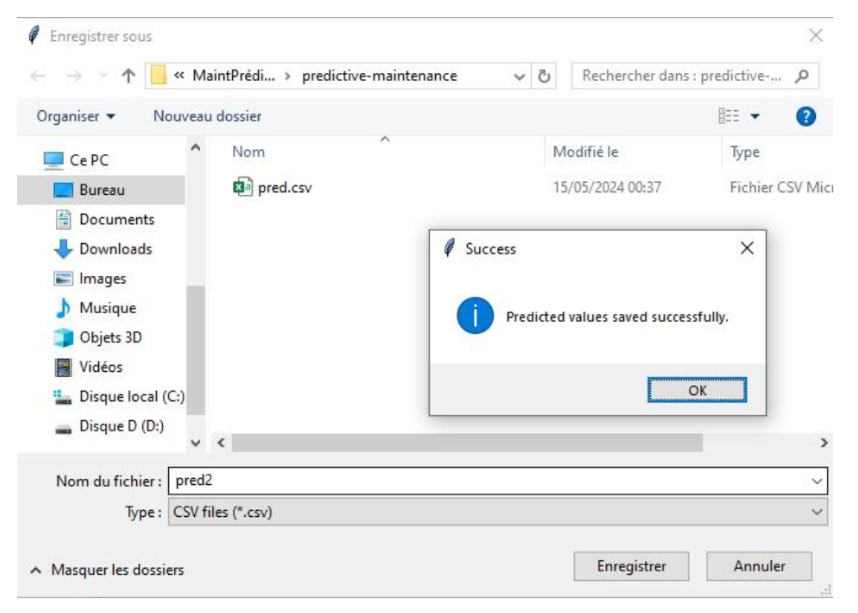 Enregistrer sous
« MaintPrédi... › predictive-maintenance
Rechercher dans : predictive-...
Organiser
Nouveau dossier
?
Nom
Modifié le
Type
Ce PC
Bureau
Documents
Downloads
Images
Musique
Objets 3D
Vidéos
Disque local (C:)
Disque D (D:)
pred.csv
15/05/2024 00:37
Fichier CSV Micr
Success
i
Predicted values saved successfully.
OK
Nom du fichier :
pred2
Type :
CSV files (*.csv)
Masquer les dossiers
Enregistrer
Annuler